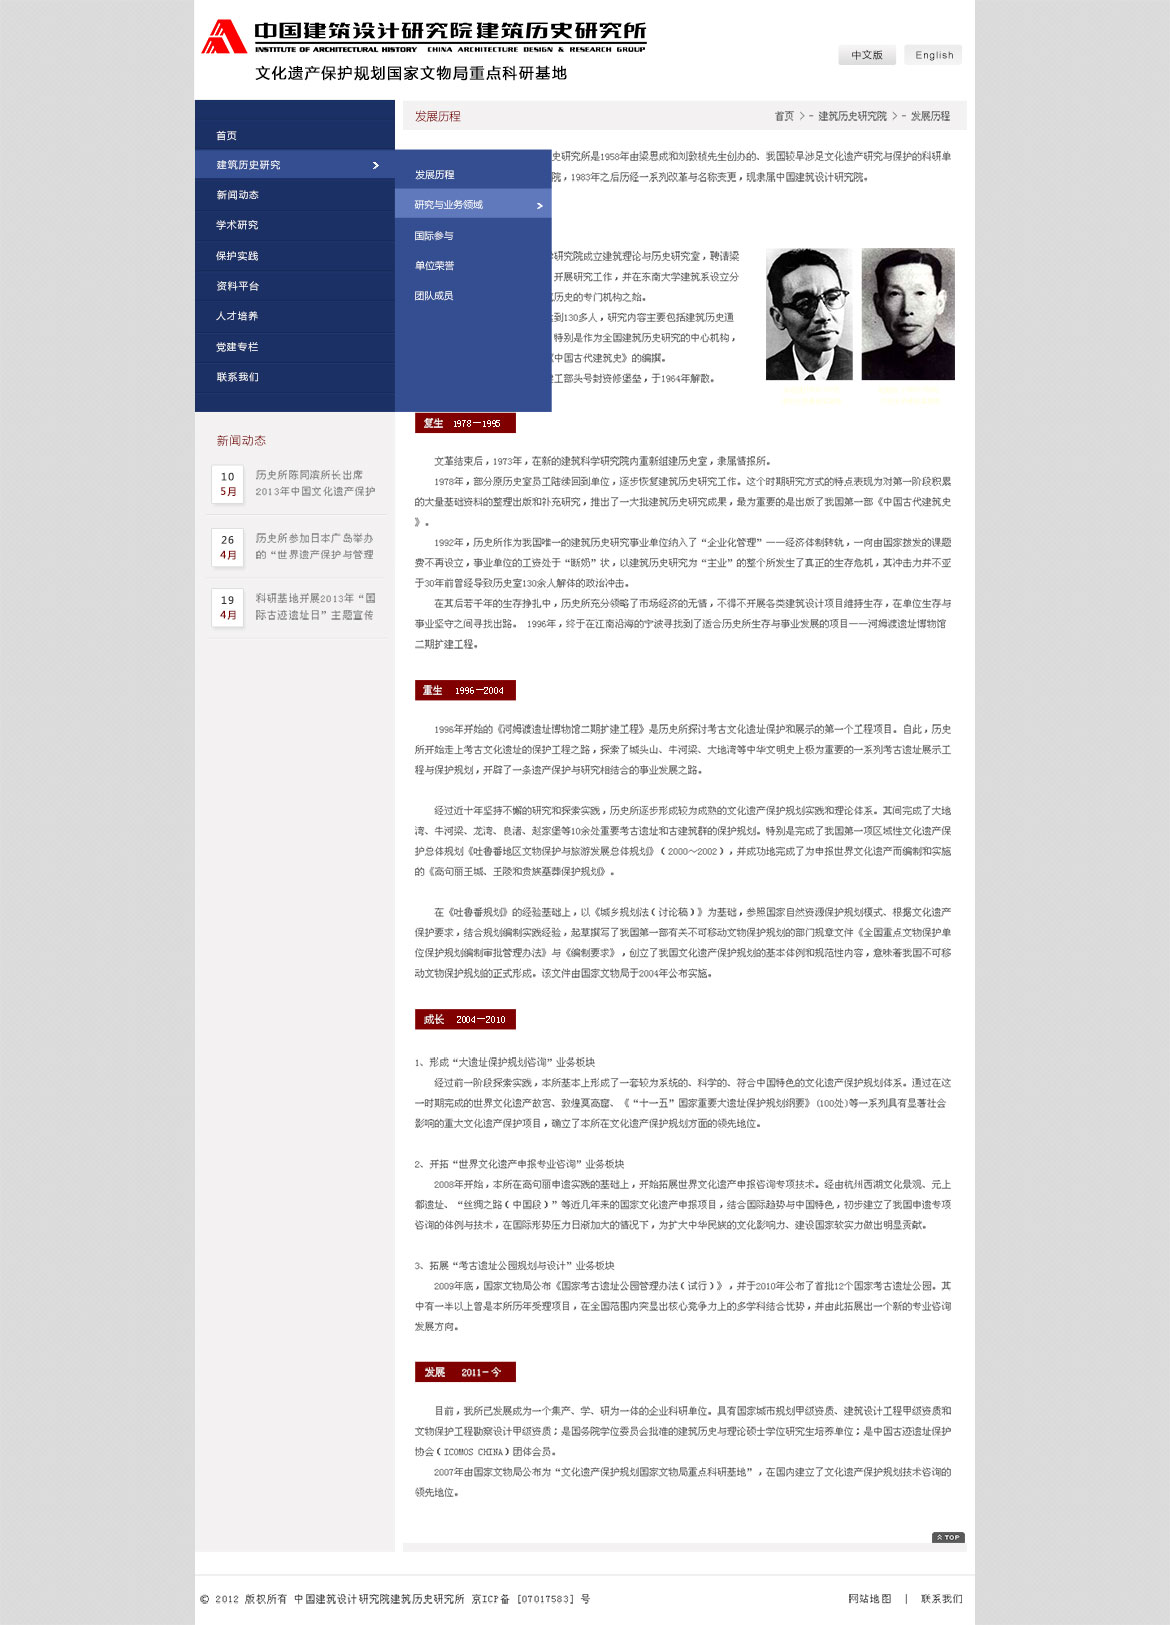 中国建筑设计研究院建筑历史研究所
INSTITUTE OF ARCHITECTURAL HISTORY CHINA ARCHITECTURE DESIGN & RESEARCH GROUP
文化遗产保护规划国家文物局重点科研基地
中文版 English
首页
建筑历史研究
新闻动态
学术研究
保护实践
资料平台
人才培养
党建专栏
联系我们
发展历程
研究与业务领域
国际参与
单位荣誉
团队成员
新闻动态
10
5月
历史所陈同滨所长出席
2013年中国文化遗产保护
26
4月
历史所参加日本广岛举办
的“世界遗产保护与管理
19
4月
科研基地开展2013年“国
际古迹遗址日”主题宣传
发展历程
首页 > - 建筑历史研究院 > - 发展历程
史研究所是1958年由梁思成和刘敦桢先生创办的、我国较早涉足文化遗产研究与保护的科研单
院，1983年之后历经一系列改革与名称变更，现隶属中国建筑设计研究院。
学研究院成立建筑理论与历史研究室，聘请梁
开展研究工作，并在东南大学建筑系设立分
历史的专门机构之始。
达到130多人，研究内容主要包括建筑历史通
特别是作为全国建筑历史研究的中心机构，
《中国古代建筑史》的编撰。
建工部头号封资修堡垒，于1964年解散。
复生 1978—1995
文革结束后，1973年，在新的建筑科学研究院内重新组建历史室，隶属情报所。
1978年，部分原历史室员工陆续回到单位，逐步恢复建筑历史研究工作。这个时期研究方式的特点表现为对第一阶段积累
的大量基础资料的整理出版和补充研究，推出了一大批建筑历史研究成果，最为重要的是出版了我国第一部《中国古代建筑史
》。
1992年，历史所作为我国唯一的建筑历史研究事业单位纳入了“企业化管理”——经济体制转轨，一向由国家拨发的课题
费不再设立，事业单位的工资处于“断奶”状，以建筑历史研究为“主业”的整个所发生了真正的生存危机，其冲击力并不亚
于30年前曾经导致历史室130余人解体的政治冲击。
在其后若干年的生存挣扎中，历史所充分领略了市场经济的无情，不得不开展各类建筑设计项目维持生存，在单位生存与
事业坚守之间寻找出路。 1996年，终于在江南沿海的宁波寻找到了适合历史所生存与事业发展的项目——河姆渡遗址博物馆
二期扩建工程。
重生 1996—2004
1996年开始的《河姆渡遗址博物馆二期扩建工程》是历史所探讨考古文化遗址保护和展示的第一个工程项目。自此，历史
所开始走上考古文化遗址的保护工程之路，探索了城头山、牛河梁、大地湾等中华文明史上极为重要的一系列考古遗址展示工
程与保护规划，开辟了一条遗产保护与研究相结合的事业发展之路。
经过近十年坚持不懈的研究和探索实践，历史所逐步形成较为成熟的文化遗产保护规划实践和理论体系。其间完成了大地
湾、牛河梁、龙湾、良渚、赵家堡等10余处重要考古遗址和古建筑群的保护规划。特别是完成了我国第一项区域性文化遗产保
护总体规划《吐鲁番地区文物保护与旅游发展总体规划》（2000～2002），并成功地完成了为申报世界文化遗产而编制和实施
的《高句丽王城、王陵和贵族墓葬保护规划》。
在《吐鲁番规划》的经验基础上，以《城乡规划法（讨论稿）》为基础，参照国家自然资源保护规划模式、根据文化遗产
保护要求，结合规划编制实践经验，起草撰写了我国第一部有关不可移动文物保护规划的部门规章文件《全国重点文物保护单
位保护规划编制审批管理办法》与《编制要求》，创立了我国文化遗产保护规划的基本体例和规范性内容，意味着我国不可移
动文物保护规划的正式形成。该文件由国家文物局于2004年公布实施。
成长 2004—2010
1、形成“大遗址保护规划咨询”业务板块
经过前一阶段探索实践，本所基本上形成了一套较为系统的、科学的、符合中国特色的文化遗产保护规划体系。通过在这
一时期完成的世界文化遗产故宫、敦煌莫高窟、《“十一五”国家重要大遗址保护规划纲要》(100处)等一系列具有显著社会
影响的重大文化遗产保护项目，确立了本所在文化遗产保护规划方面的领先地位。
2、开拓“世界文化遗产申报专业咨询”业务板块
2008年开始，本所在高句丽申遗实践的基础上，开始拓展世界文化遗产申报咨询专项技术。经由杭州西湖文化景观、元上
都遗址、“丝绸之路（中国段）”等近几年来的国家文化遗产申报项目，结合国际趋势与中国特色，初步建立了我国申遗专项
咨询的体例与技术，在国际形势压力日渐加大的情况下，为扩大中华民族的文化影响力、建设国家软实力做出明显贡献。
3、拓展“考古遗址公园规划与设计”业务板块
2009年底，国家文物局公布《国家考古遗址公园管理办法（试行）》，并于2010年公布了首批12个国家考古遗址公园。其
中有一半以上曾是本所历年受理项目，在全国范围内突显出核心竞争力上的多学科结合优势，并由此拓展出一个新的专业咨询
发展方向。
发展 2011－今
目前，我所已发展成为一个集产、学、研为一体的企业科研单位。具有国家城市规划甲级资质、建筑设计工程甲级资质和
文物保护工程勘察设计甲级资质；是国务院学位委员会批准的建筑历史与理论硕士学位研究生培养单位；是中国古迹遗址保护
协会（ICOMOS CHINA）团体会员。
2007年由国家文物局公布为“文化遗产保护规划国家文物局重点科研基地”，在国内建立了文化遗产保护规划技术咨询的
领先地位。
TOP
© 2012 版权所有 中国建筑设计研究院建筑历史研究所 京ICP备 [07017583] 号
网站地图 | 联系我们